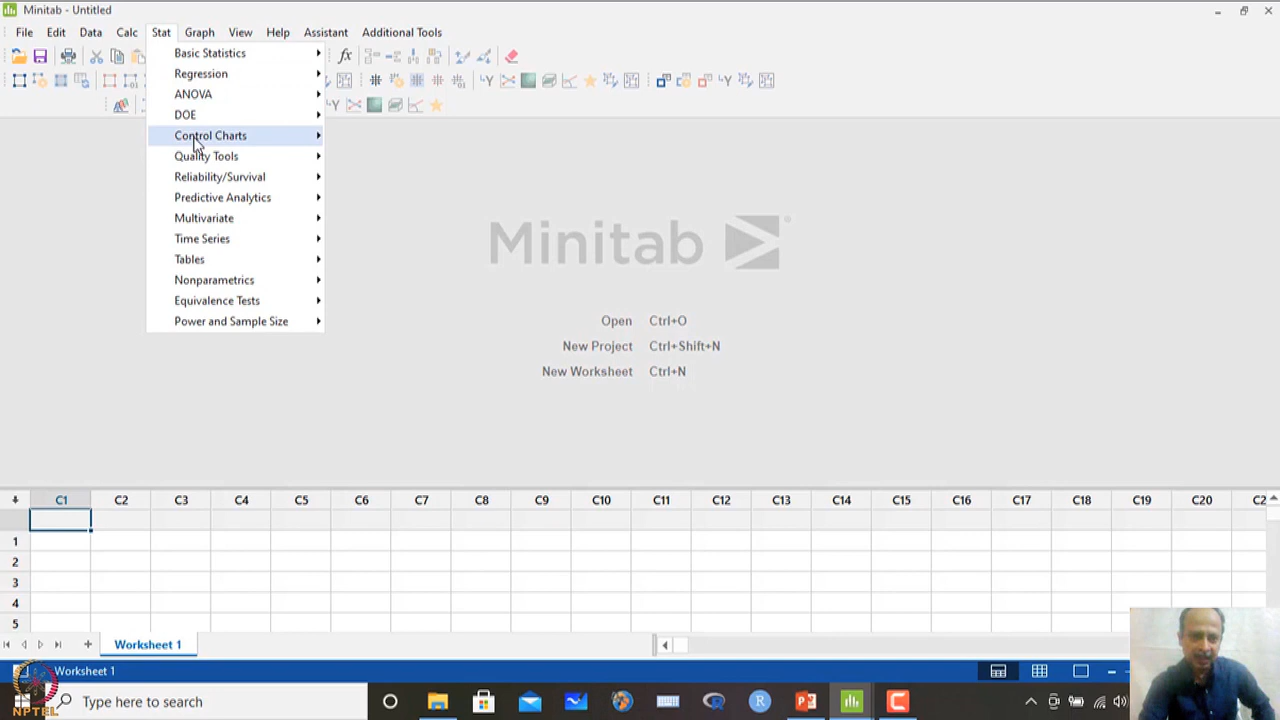 Minitab - Untitled
File Edit Data Calc Stat Graph View Help Assistant Additional Tools
Basic Statistics
Regression
ANOVA
DOE
Control Charts
Quality Tools
Reliability/Survival
Predictive Analytics
Multivariate
Time Series
Tables
Nonparametrics
Equivalence Tests
Power and Sample Size
Minitab
Open Ctrl+O
New Project Ctrl+Shift+N
New Worksheet Ctrl+N
C1 C2 C3 C4 C5 C6 C7 C8 C9 C10 C11 C12 C13 C14 C15 C16 C17 C18 C19 C20 C2
1
2
3
4
5
Worksheet 1
Worksheet 1
Type here to search
NPTEL